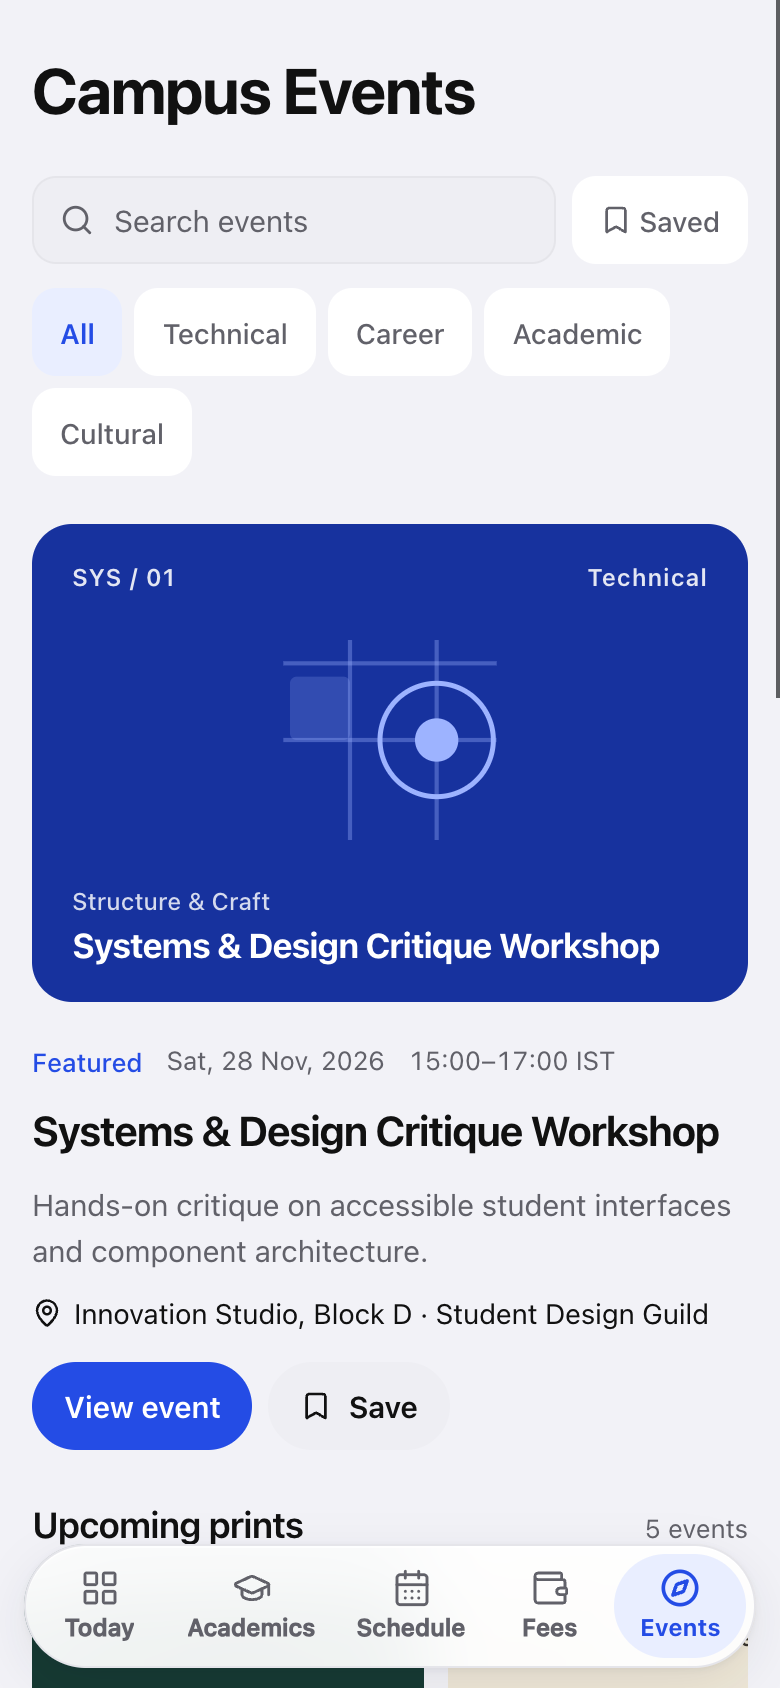 Campus Events
Search events
Saved
All
Technical
Career
Academic
Cultural
SYS / 01
Technical
Structure & Craft
Systems & Design Critique Workshop
Featured
Sat, 28 Nov, 2026
15:00–17:00 IST
Systems & Design Critique Workshop
Hands-on critique on accessible student interfaces
and component architecture.
Innovation Studio, Block D · Student Design Guild
View event
Save
Upcoming prints
5 events
Today
Academics
Schedule
Fees
Events